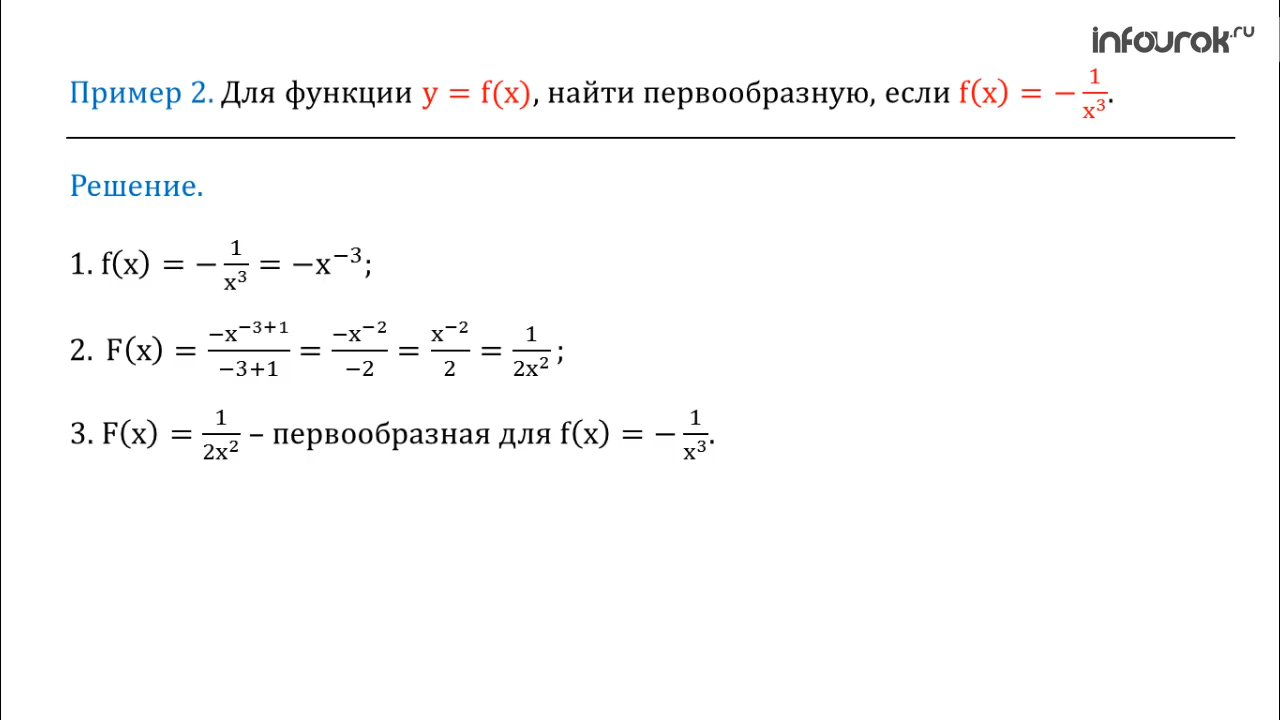 infourok.ru
Пример 2. Для функции y = f(x), найти первообразную, если f(x) = −1/x³.
Решение.
1. f(x) = −1/x³ = −x⁻³;
2. F(x) = −x⁻³⁺¹/−3+1 = −x⁻²/−2 = x⁻²/2 = 1/2x²;
3. F(x) = 1/2x² – первообразная для f(x) = −1/x³.